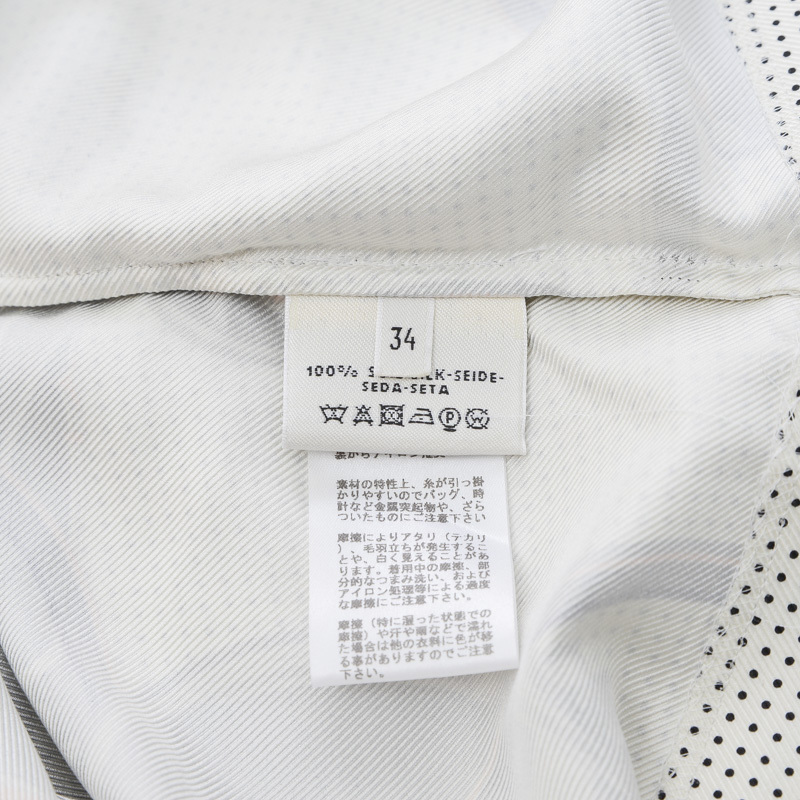 34
100% SEIDE-
SEDA-SETA
素材の特性上、糸が引っ掛
かりやすいのでバッグ、時
計など金属突起物や、ざら
ついたものにご注意下さい
摩擦によりアタリ（テカリ
）、毛羽立ちが発生するこ
とや、白く見えることがあ
ります。着用中の摩擦、部
分的なつまみ洗い、および
アイロン処理等による過度
な摩擦にご注意下さい。
摩擦（特に湿った状態での
摩擦）や汗や雨などで濡れ
た場合は他の衣料に色が移
る事がありますのでご注意
下さい。